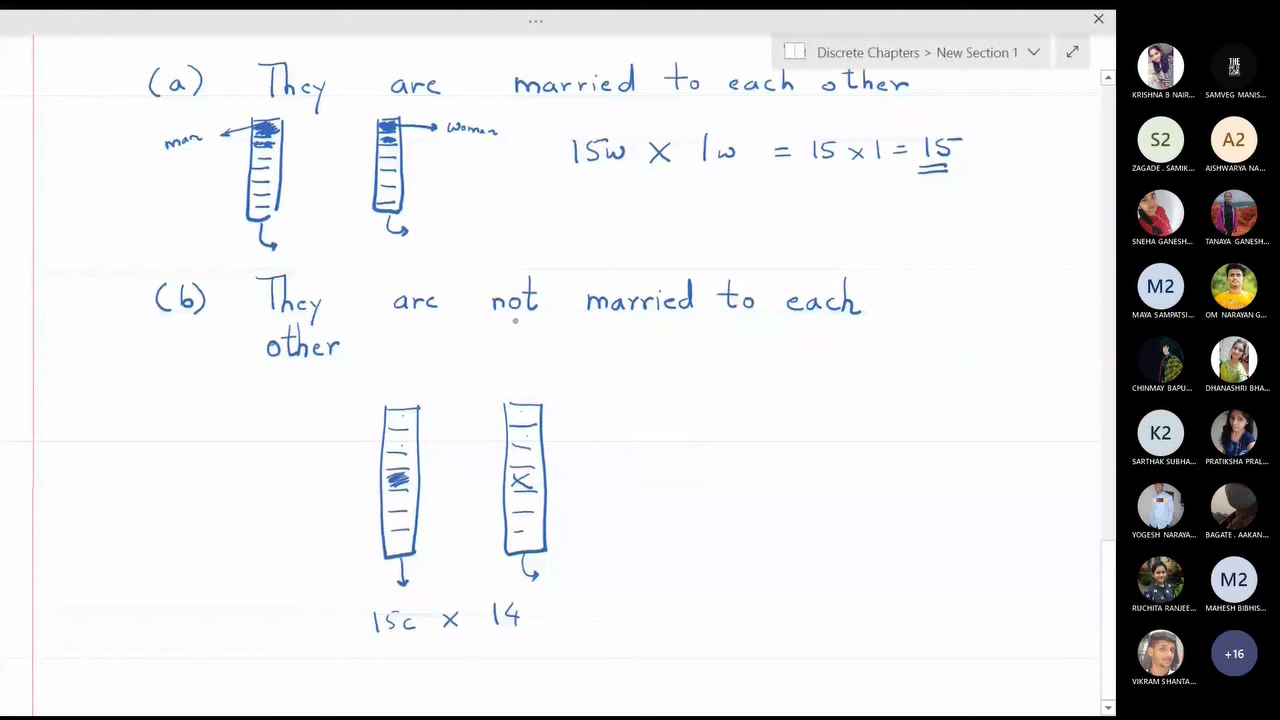 Discrete Chapters > New Section 1
(a) They are married to each other
man
woman
15w X 1w = 15 x 1 = 15
(b) They are not married to each
other
X
15c x 14
KRISHNA B NAIR...
SAMVEG MANIS...
S2
A2
ZAGADE . SAMIK...
AISHWARYA NA...
SNEHA GANESH...
TANAYA GANESH...
M2
MAYA SAMPATSI...
OM NARAYAN G...
CHINMAY BAPU...
DHANASHRI BHA...
K2
SARTHAK SUBHA...
PRATIKSHA PRAL...
YOGESH NARAYA...
BAGATE . AAKAN...
M2
RUCHITA RANJEE...
MAHESH BIBHIS...
+16
VIKRAM SHANTA...